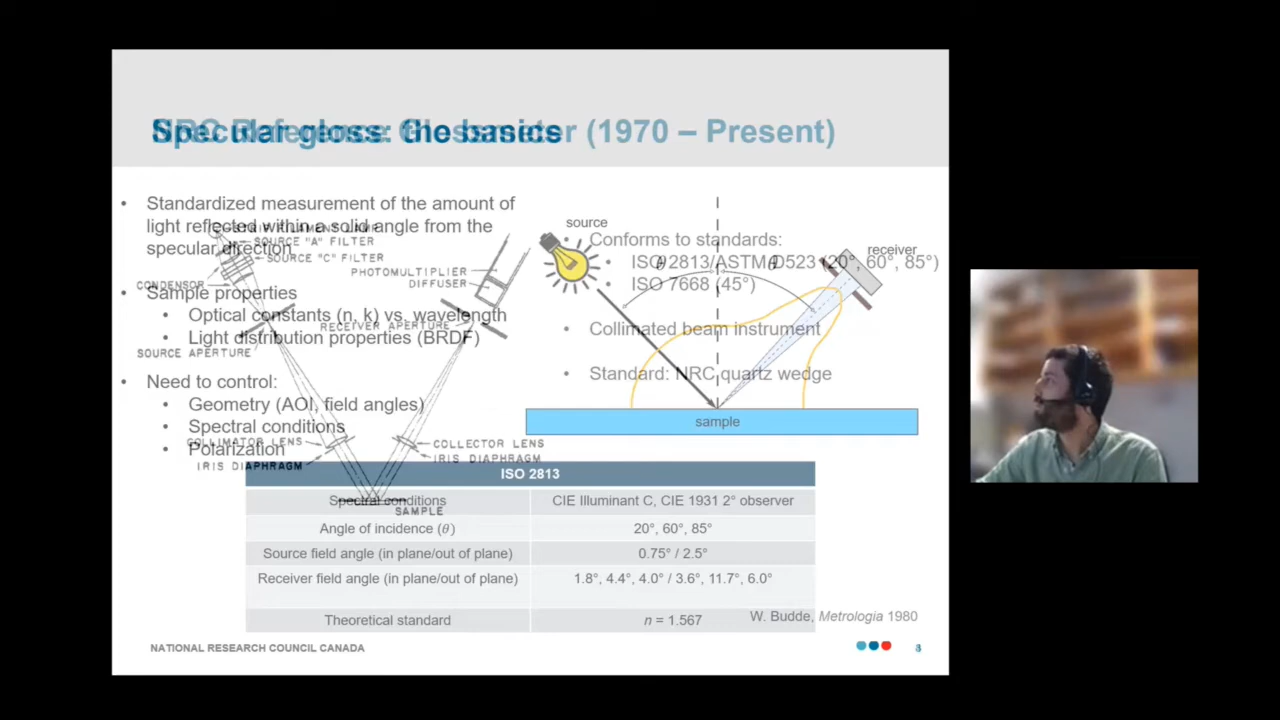 Specular gloss: the basics
NRC Reference Glossmeter (1970 – Present)
• Standardized measurement of the amount of
light reflected within a solid angle from the
specular direction
• Sample properties
• Optical constants (n, k) vs. wavelength
• Light distribution properties (BRDF)
• Need to control:
• Geometry (AOI, field angles)
• Spectral conditions
• Polarization
STRIP FILAMENT LAMP
SOURCE "A" FILTER
SOURCE "C" FILTER
CONDENSOR
PHOTOMULTIPLIER
DIFFUSER
RECEIVER APERTURE
SOURCE APERTURE
COLLIMATOR LENS
IRIS DIAPHRAGM
COLLECTOR LENS
IRIS DIAPHRAGM
SAMPLE
source
receiver
θ
θ
sample
• Conforms to standards:
• ISO 2813/ASTM D523 (20°, 60°, 85°)
• ISO 7668 (45°)
• Collimated beam instrument
• Standard: NRC quartz wedge
ISO 2813
Spectral conditions CIE Illuminant C, CIE 1931 2° observer
Angle of incidence (θ) 20°, 60°, 85°
Source field angle (in plane/out of plane) 0.75° / 2.5°
Receiver field angle (in plane/out of plane) 1.8°, 4.4°, 4.0° / 3.6°, 11.7°, 6.0°
Theoretical standard n = 1.567
W. Budde, Metrologia 1980
NATIONAL RESEARCH COUNCIL CANADA